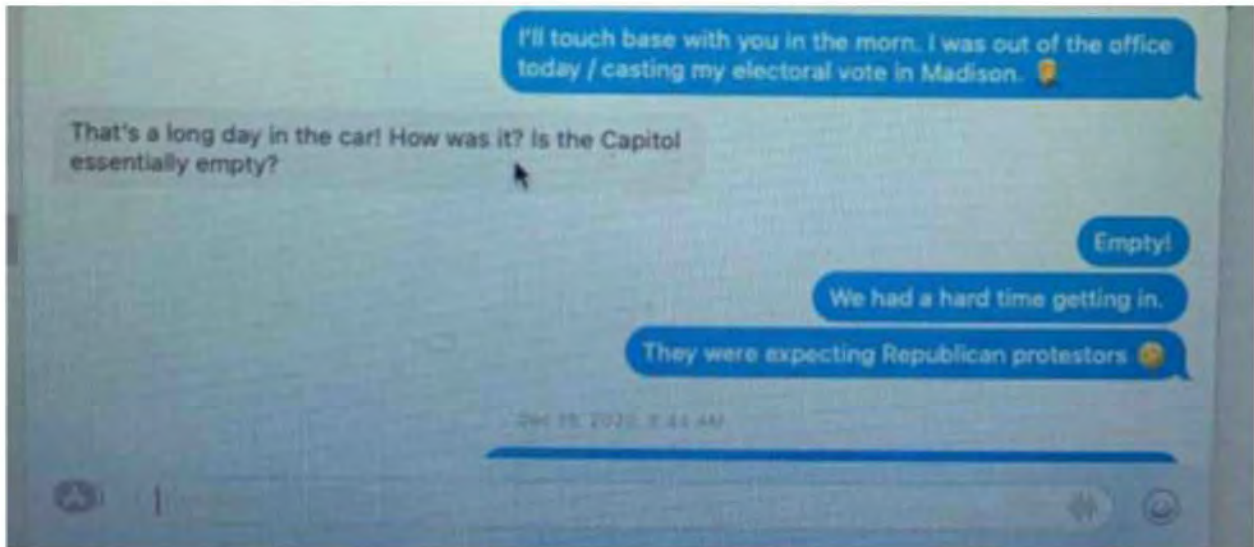 I'll touch base with you in the morn. I was out of the office
today / casting my electoral vote in Madison.
That's a long day in the car! How was it? Is the Capitol
essentially empty?
Empty!
We had a hard time getting in.
They were expecting Republican protestors
2020,
AM